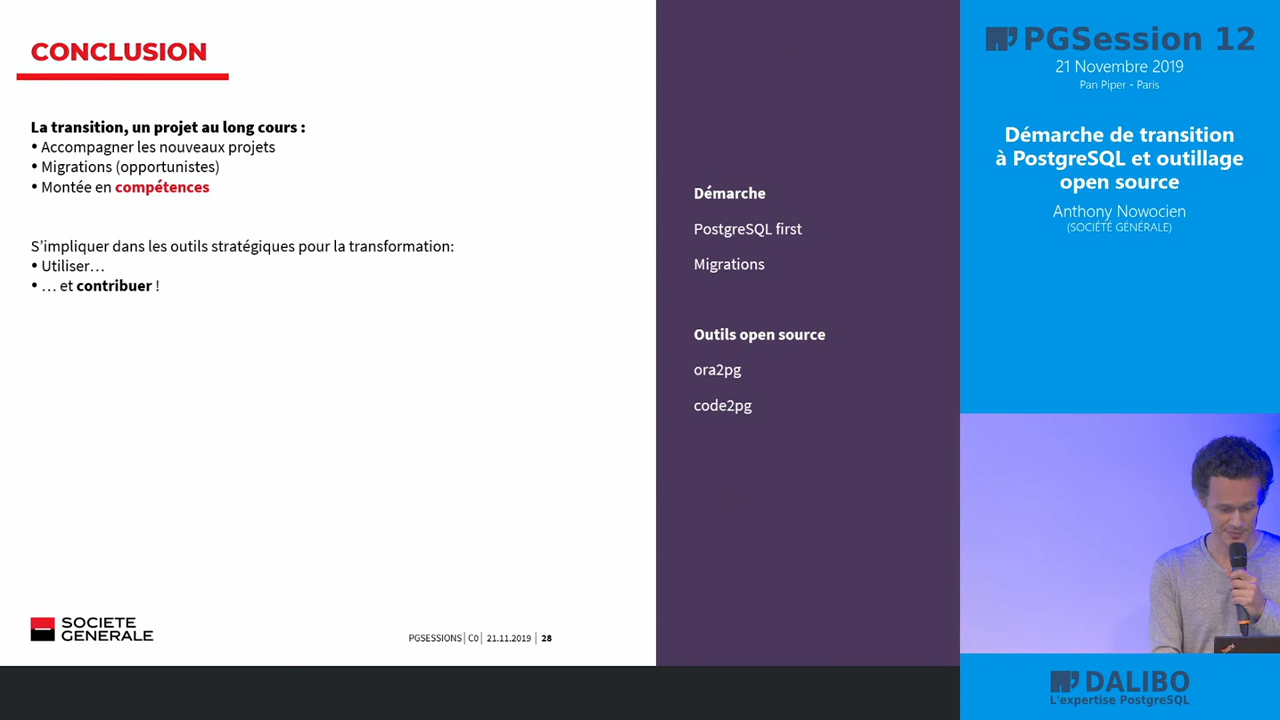 CONCLUSION
La transition, un projet au long cours :
• Accompagner les nouveaux projets
• Migrations (opportunistes)
• Montée en compétences
S’impliquer dans les outils stratégiques pour la transformation:
• Utiliser…
• … et contribuer !
SOCIETE
GENERALE
PGSESSIONS | C0 | 21.11.2019 | 28
Démarche
PostgreSQL first
Migrations
Outils open source
ora2pg
code2pg
PGSession 12
21 Novembre 2019
Pan Piper - Paris
Démarche de transition
à PostgreSQL et outillage
open source
Anthony Nowocien
(SOCIÉTÉ GÉNÉRALE)
DALIBO
L'expertise PostgreSQL